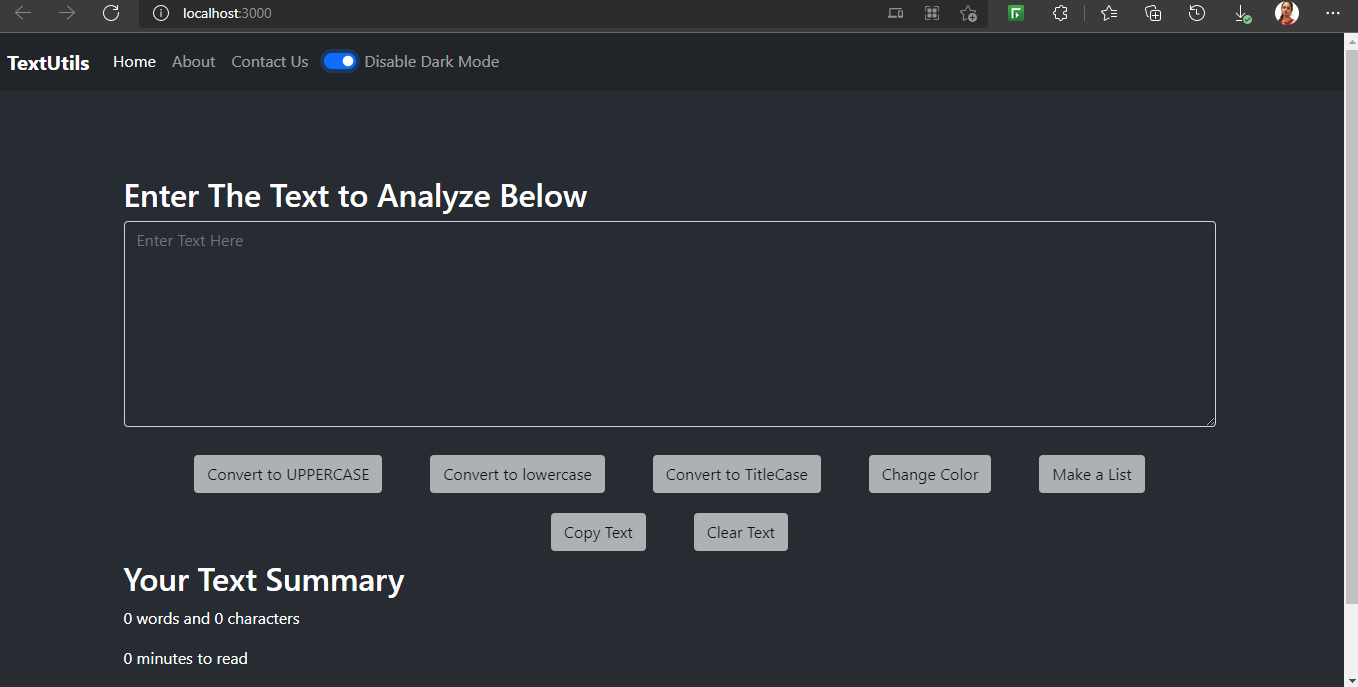 localhost:3000
TextUtils Home About Contact Us Disable Dark Mode
Enter The Text to Analyze Below
Enter Text Here
Convert to UPPERCASE Convert to lowercase Convert to TitleCase Change Color Make a List
Copy Text Clear Text
Your Text Summary
0 words and 0 characters
0 minutes to read